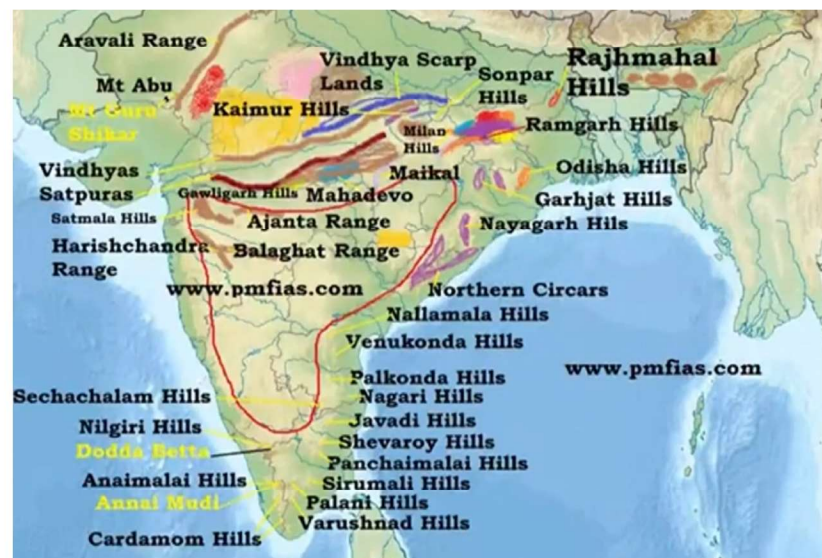 Aravali Range
Vindhya Scarp
Lands
Rajhmahal
Hills
Sonpar
Hills
Mt Abu
Mt Guru
Shikar
Kaimur Hills
Milan
Hills
Ramgarh Hills
Vindhyas
Maikal
Odisha Hills
Satpuras
Gawligarh Hills
Mahadevo
Garhjat Hills
Satmala Hills
Ajanta Range
Nayagarh Hils
Harishchandra
Range
Balaghat Range
www.pmfias.com
Northern Circars
Nallamala Hills
Venukonda Hills
www.pmfias.com
Palkonda Hills
Sechachalam Hills
Nagari Hills
Javadi Hills
Nilgiri Hills
Shevaroy Hills
Dodda Betta
Panchaimalai Hills
Anaimalai Hills
Sirumali Hills
Annai Mudi
Palani Hills
Varushnad Hills
Cardamom Hills